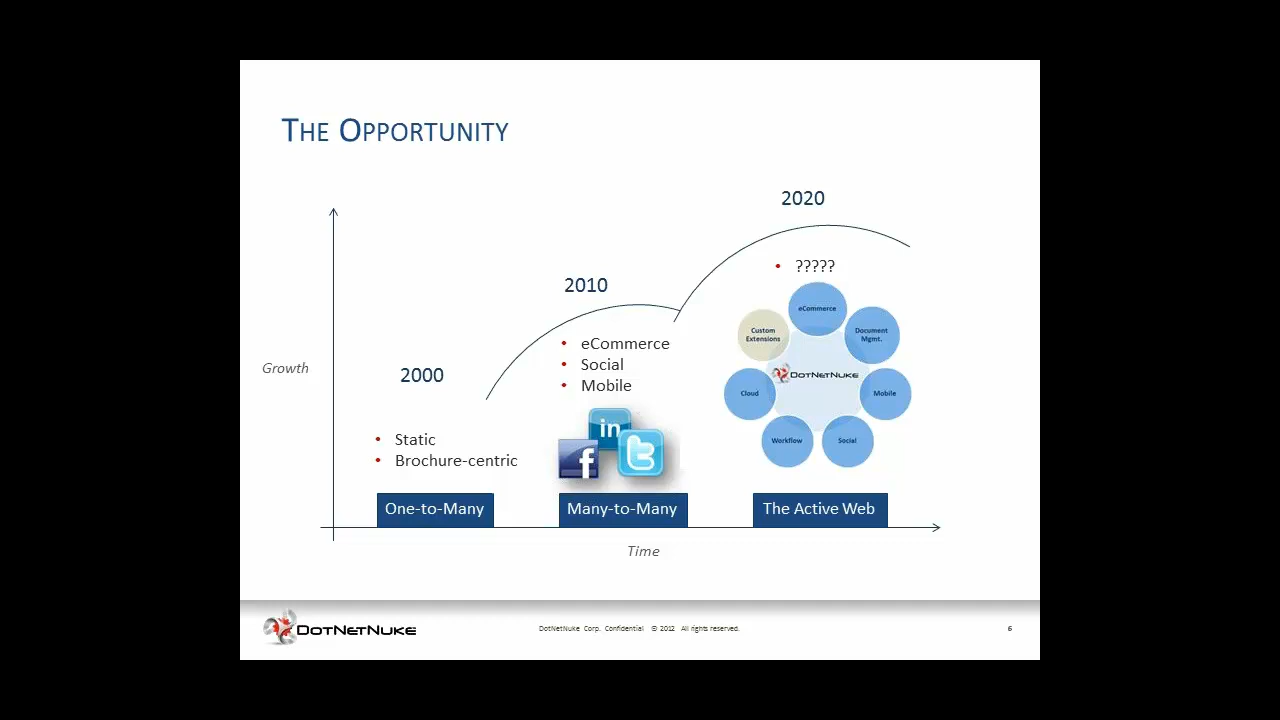 The Opportunity
2020
????? 
2010
eCommerce
Social
Mobile
2000
Static
Brochure-centric
Growth
eCommerce
Custom
Extensions
Document
Mgmt.
DotNetNuke
Cloud
Mobile
Workflow
Social
in
f
t
One-to-Many
Many-to-Many
The Active Web
Time
DotNetNuke
DotNetNuke Corp. Confidential © 2012 All rights reserved.
6